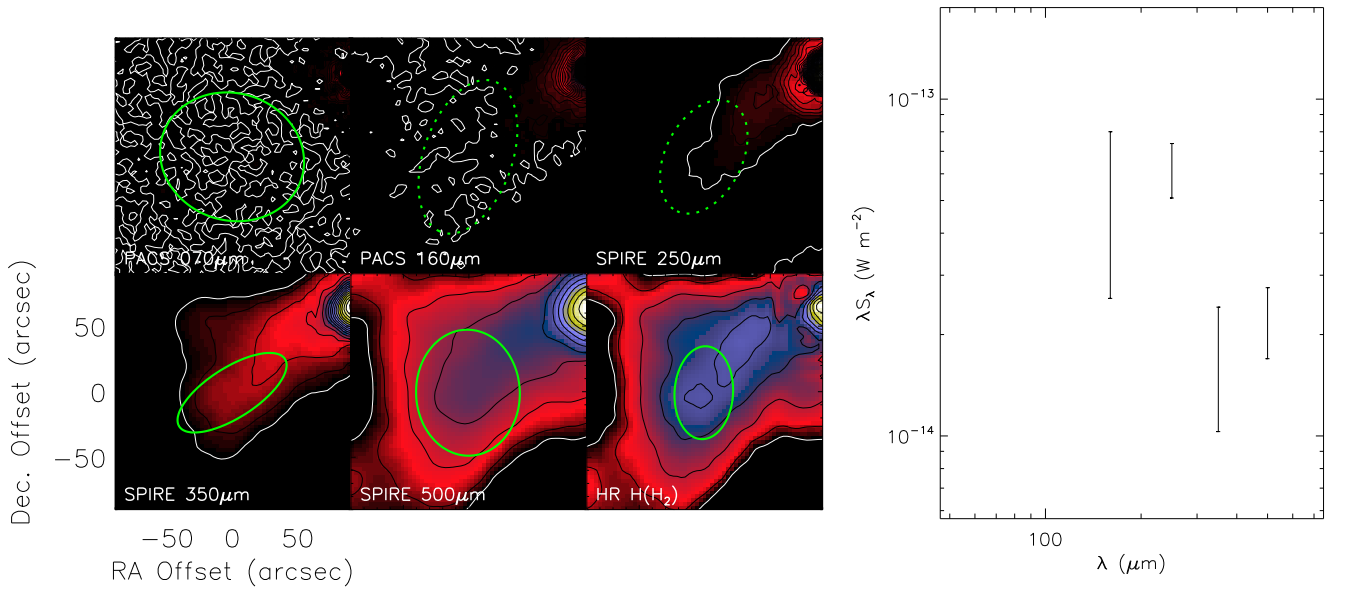 PACS 070μm
PACS 160μm
SPIRE 250μm
SPIRE 350μm
SPIRE 500μm
HR H(H₂)
Dec. Offset (arcsec)
50
0
−50
−50 0 50
RA Offset (arcsec)
λS_λ (W m⁻²)
10⁻¹³
10⁻¹⁴
100
λ (μm)